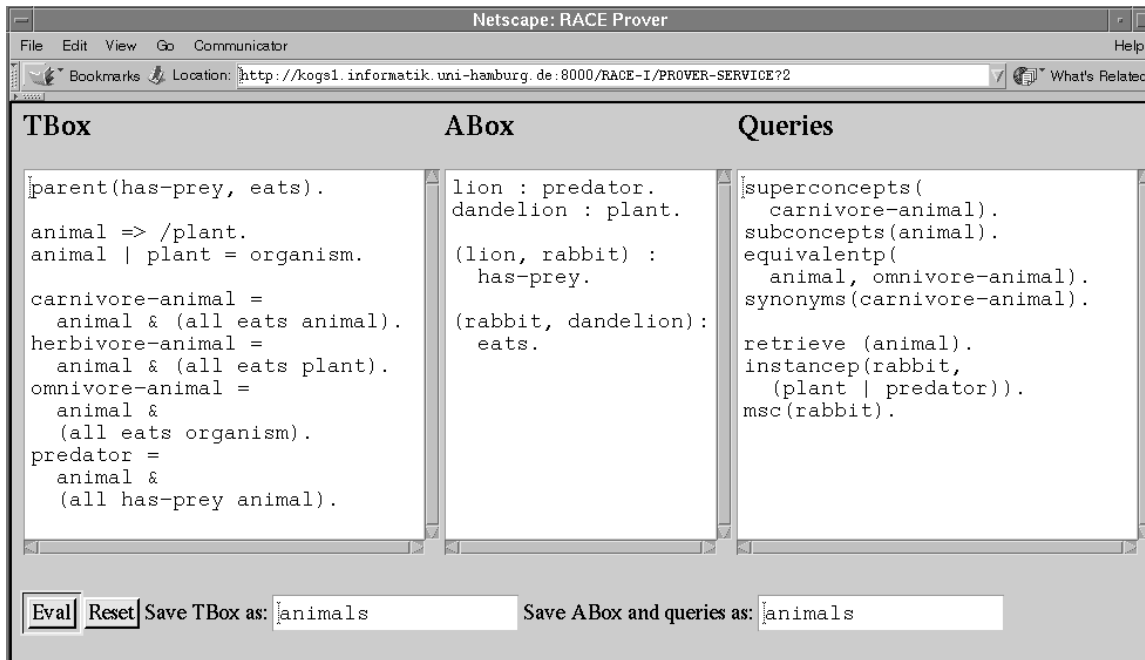 Netscape: RACE Prover
File Edit View Go Communicator Help
Bookmarks Location: http://kogs1.informatik.uni-hamburg.de:8000/RACE-I/PROVER-SERVICE?2 What's Related
TBox
parent(has-prey, eats).
animal => /plant.
animal | plant = organism.
carnivore-animal =
animal & (all eats animal).
herbivore-animal =
animal & (all eats plant).
omnivore-animal =
animal &
(all eats organism).
predator =
animal &
(all has-prey animal).
ABox
lion : predator.
dandelion : plant.
(lion, rabbit) :
has-prey.
(rabbit, dandelion):
eats.
Queries
superconcepts(
carnivore-animal).
subconcepts(animal).
equivalentp(
animal, omnivore-animal).
synonyms(carnivore-animal).
retrieve (animal).
instancep(rabbit,
(plant | predator)).
msc(rabbit).
Eval Reset Save TBox as: animals Save ABox and queries as: animals